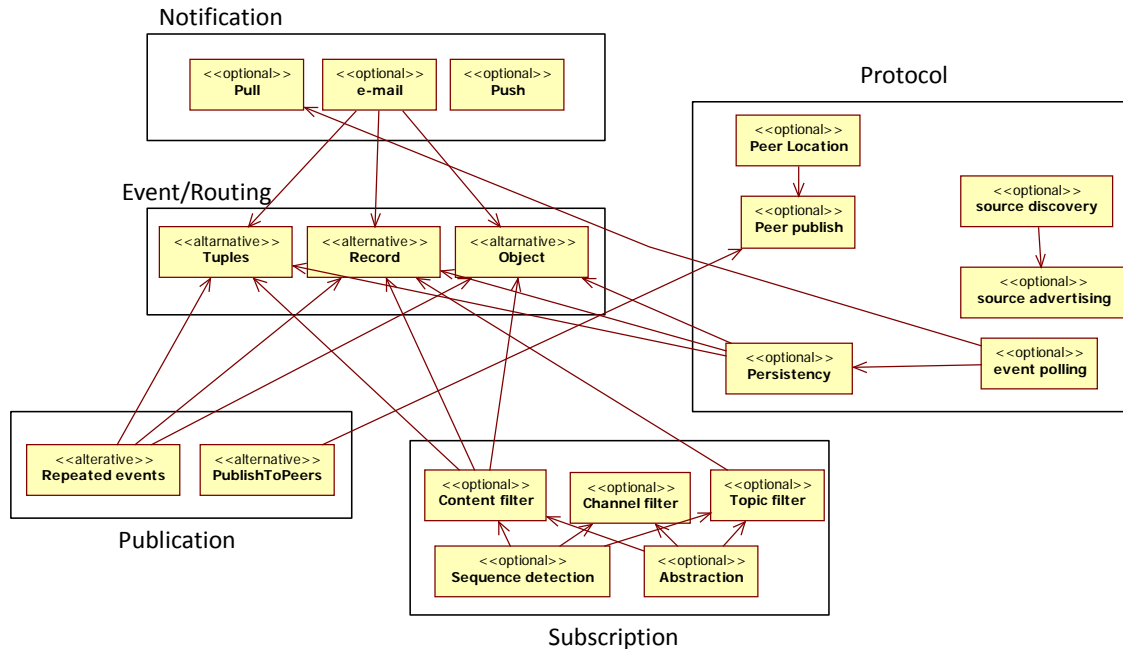 Notification
<<optional>>
Pull
<<optional>>
e-mail
<<optional>>
Push
Protocol
<<optional>>
Peer Location
<<optional>>
Peer publish
<<optional>>
source discovery
<<optional>>
source advertising
<<optional>>
Persistency
<<optional>>
event polling
Event/Routing
<<altarnative>>
Tuples
<<alternative>>
Record
<<altarnative>>
Object
<<alterative>>
Repeated events
<<alternative>>
PublishToPeers
Publication
<<optional>>
Content filter
<<optional>>
Channel filter
<<optional>>
Topic filter
<<optional>>
Sequence detection
<<optional>>
Abstraction
Subscription